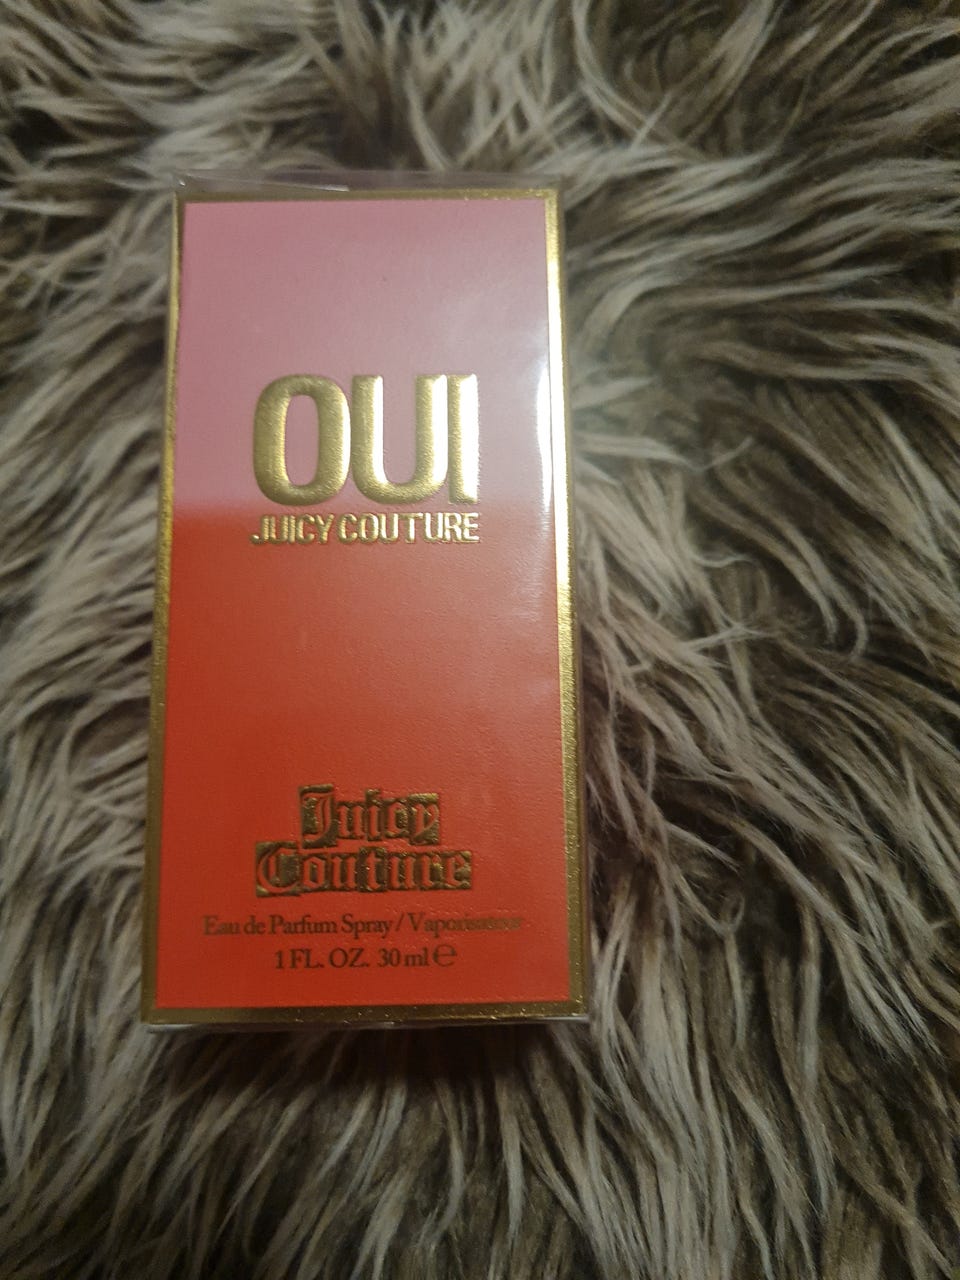 OUI
JUICY COUTURE
Juicy
Couture
Eau de Parfum Spray / Vaporisateur
1 FL. OZ. 30 ml ℮